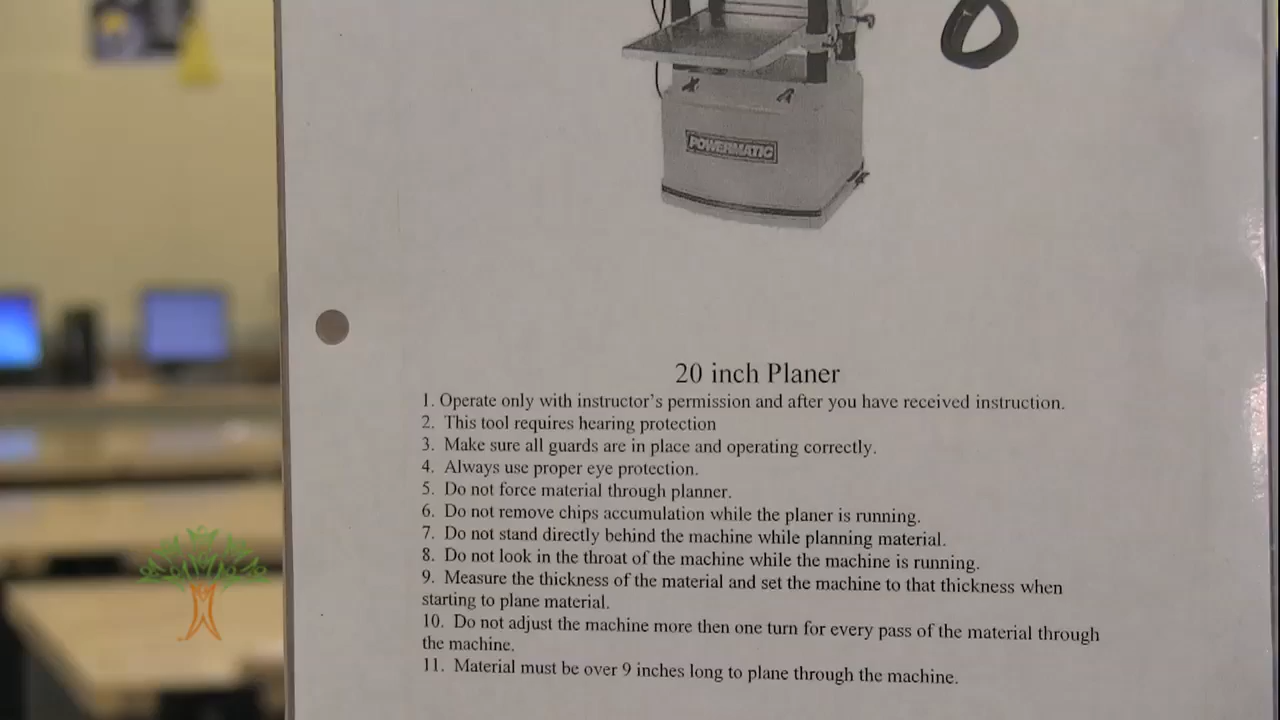 POWERMATIC
20 inch Planer
1. Operate only with instructor's permission and after you have received instruction.
2. This tool requires hearing protection
3. Make sure all guards are in place and operating correctly.
4. Always use proper eye protection.
5. Do not force material through planner.
6. Do not remove chips accumulation while the planer is running.
7. Do not stand directly behind the machine while planning material.
8. Do not look in the throat of the machine while the machine is running.
9. Measure the thickness of the material and set the machine to that thickness when
starting to plane material.
10. Do not adjust the machine more then one turn for every pass of the material through
the machine.
11. Material must be over 9 inches long to plane through the machine.